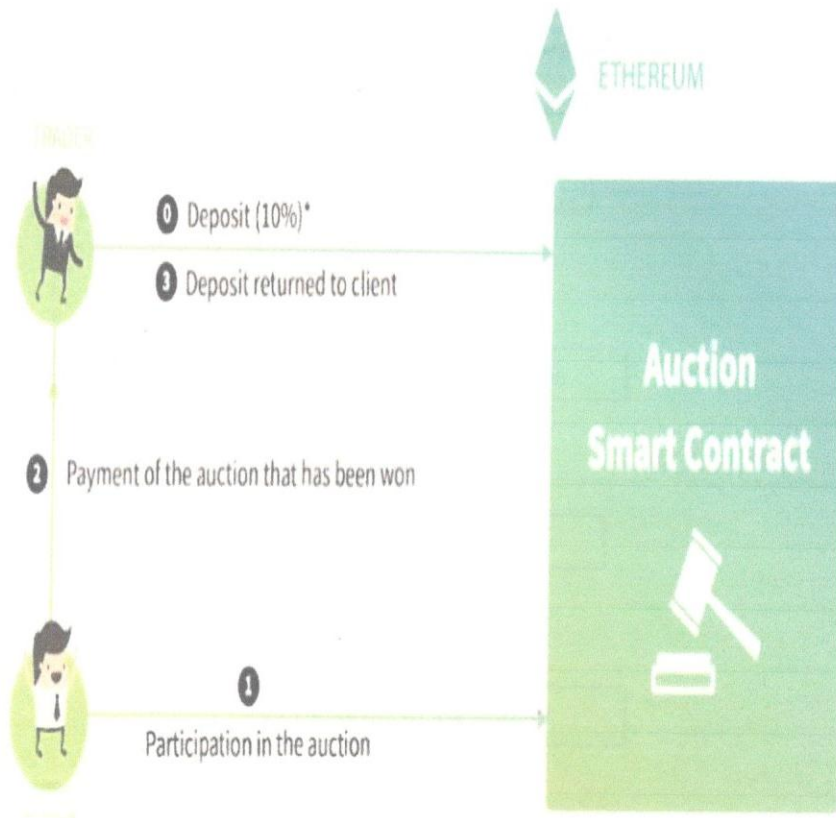 ETHEREUM
TRADER
0 Deposit (10%)*
3 Deposit returned to client
Auction
Smart Contract
2 Payment of the auction that has been won
1
Participation in the auction